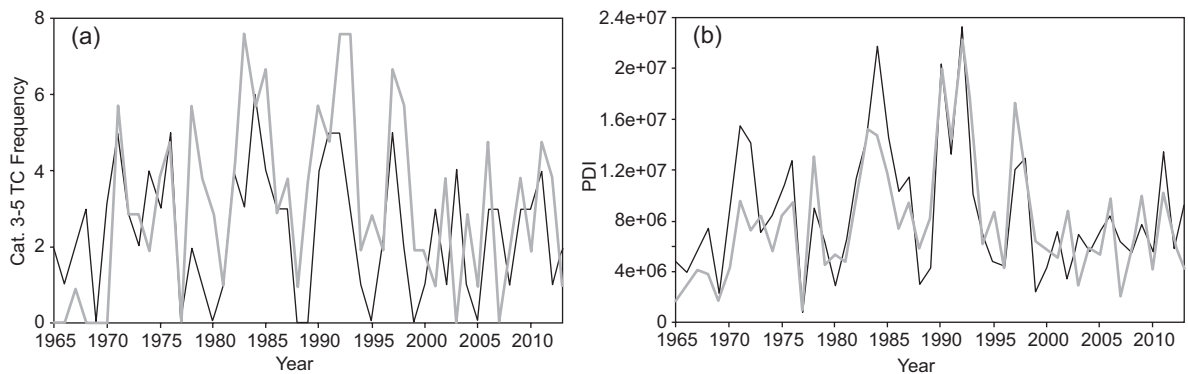 (a)
Cat. 3-5 TC Frequency
8
6
4
2
0
1965 1970 1975 1980 1985 1990 1995 2000 2005 2010
Year
(b)
PDI
2.4e+07
2e+07
1.6e+07
1.2e+07
8e+06
4e+06
0
1965 1970 1975 1980 1985 1990 1995 2000 2005 2010
Year